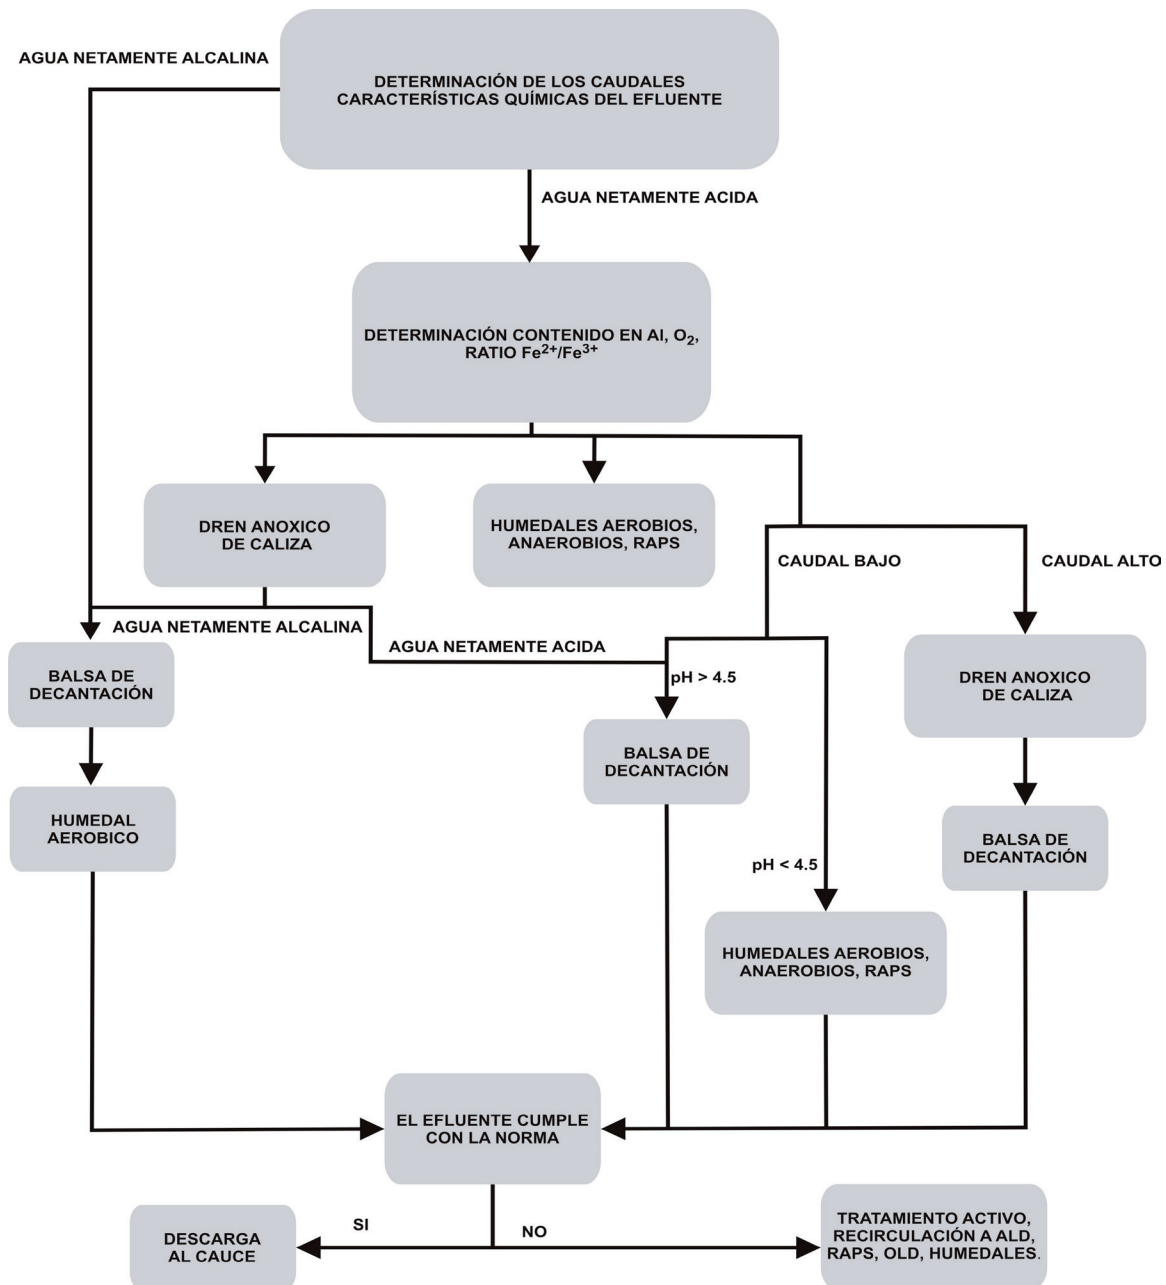 AGUA NETAMENTE ALCALINA
DETERMINACIÓN DE LOS CAUDALES
CARACTERÍSTICAS QUÍMICAS DEL EFLUENTE
AGUA NETAMENTE ACIDA
DETERMINACIÓN CONTENIDO EN Al, O₂,
RATIO Fe²⁺/Fe³⁺
DREN ANOXICO
DE CALIZA
HUMEDALES AEROBIOS,
ANAEROBIOS, RAPS
CAUDAL BAJO
CAUDAL ALTO
AGUA NETAMENTE ALCALINA
AGUA NETAMENTE ACIDA
BALSA DE
DECANTACIÓN
pH > 4.5
DREN ANOXICO
DE CALIZA
BALSA DE
DECANTACIÓN
HUMEDAL
AEROBICO
BALSA DE
DECANTACIÓN
pH < 4.5
HUMEDALES AEROBIOS,
ANAEROBIOS, RAPS
EL EFLUENTE CUMPLE
CON LA NORMA
SI
NO
DESCARGA
AL CAUCE
TRATAMIENTO ACTIVO,
RECIRCULACIÓN A ALD,
RAPS, OLD, HUMEDALES.